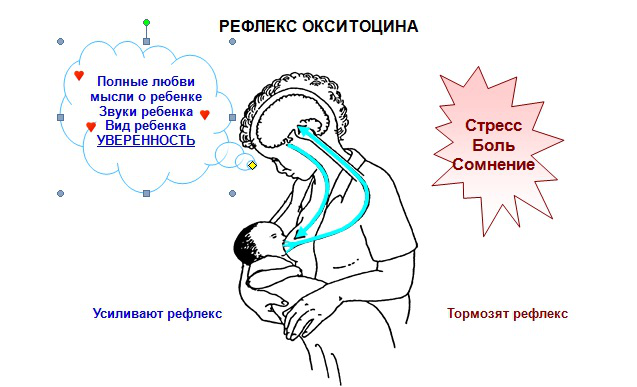 РЕФЛЕКС ОКСИТОЦИНА
Полные любви
мысли о ребенке
Звуки ребенка
Вид ребенка
УВЕРЕННОСТЬ
Стресс
Боль
Сомнение
Усиливают рефлекс
Тормозят рефлекс